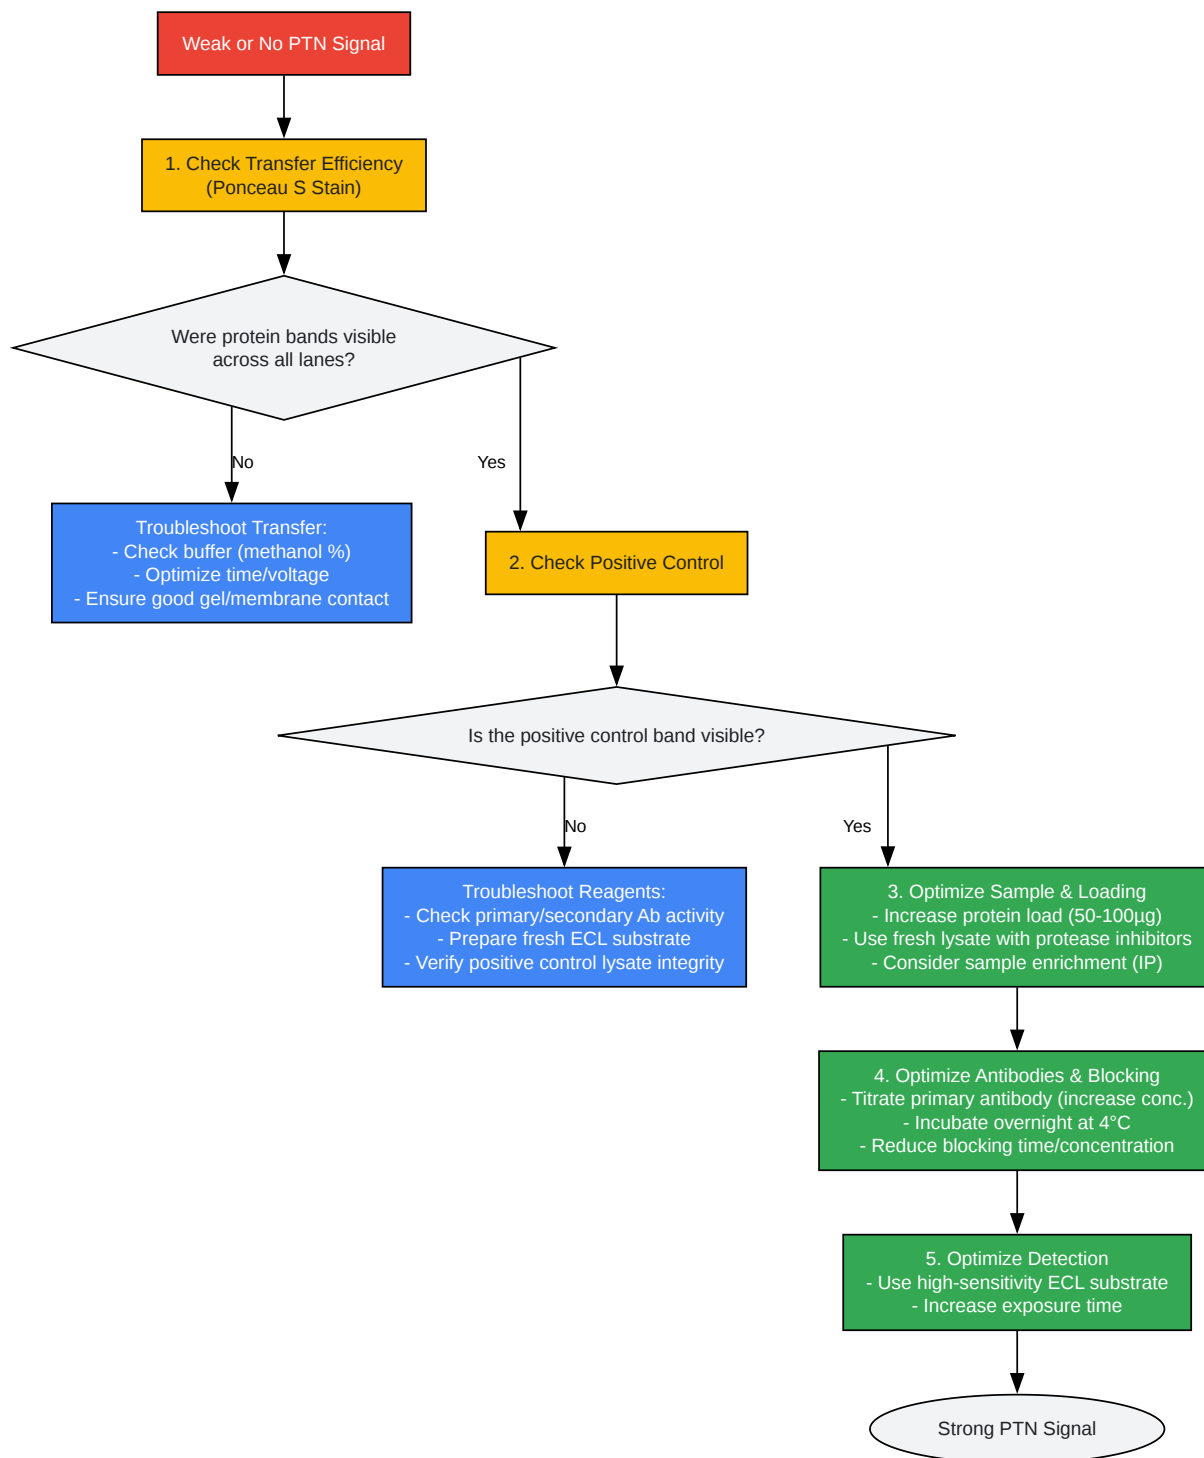 Weak or No PTN Signal
1. Check Transfer Efficiency
(Ponceau S Stain)
Were protein bands visible
across all lanes?
No
Yes
Troubleshoot Transfer:
- Check buffer (methanol %)
- Optimize time/voltage
- Ensure good gel/membrane contact
2. Check Positive Control
Is the positive control band visible?
No
Yes
Troubleshoot Reagents:
- Check primary/secondary Ab activity
- Prepare fresh ECL substrate
- Verify positive control lysate integrity
3. Optimize Sample & Loading
- Increase protein load (50-100µg)
- Use fresh lysate with protease inhibitors
- Consider sample enrichment (IP)
4. Optimize Antibodies & Blocking
- Titrate primary antibody (increase conc.)
- Incubate overnight at 4°C
- Reduce blocking time/concentration
5. Optimize Detection
- Use high-sensitivity ECL substrate
- Increase exposure time
Strong PTN Signal